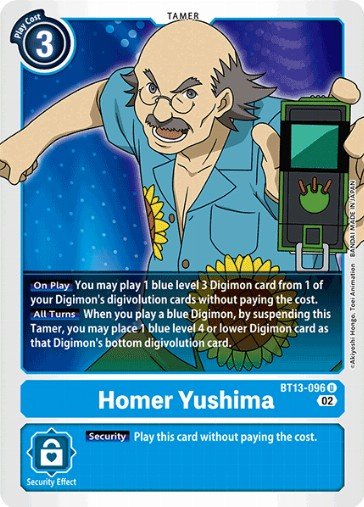 Play Cost
3
TAMER
©Akiyoshi Hongo, Toei Animation BANDAI MADE IN JAPAN
On Play You may play 1 blue level 3 Digimon card from 1 of
your Digimon's digivolution cards without paying the cost.
All Turns When you play a blue Digimon, by suspending this
Tamer, you may place 1 blue level 4 or lower Digimon card as
that Digimon's bottom digivolution card.
BT13-096 U
Homer Yushima
02
Security Play this card without paying the cost.
Security Effect